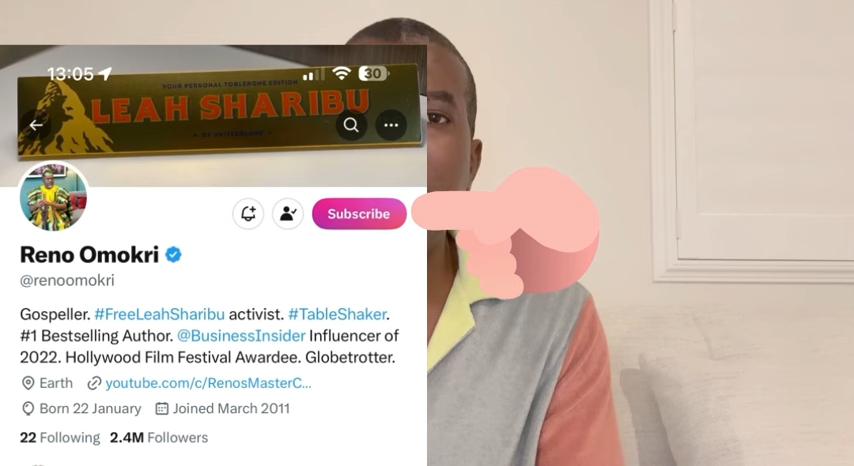 13:05
30
YOUR PERSONAL TOBLERONE EDITION
LEAH SHARIBU
OF SWITZERLAND
Subscribe
Reno Omokri
@renoomokri
Gospeller. #FreeLeahSharibu activist. #TableShaker.
#1 Bestselling Author. @BusinessInsider Influencer of
2022. Hollywood Film Festival Awardee. Globetrotter.
Earth youtube.com/c/RenosMasterC...
Born 22 January Joined March 2011
22 Following 2.4M Followers